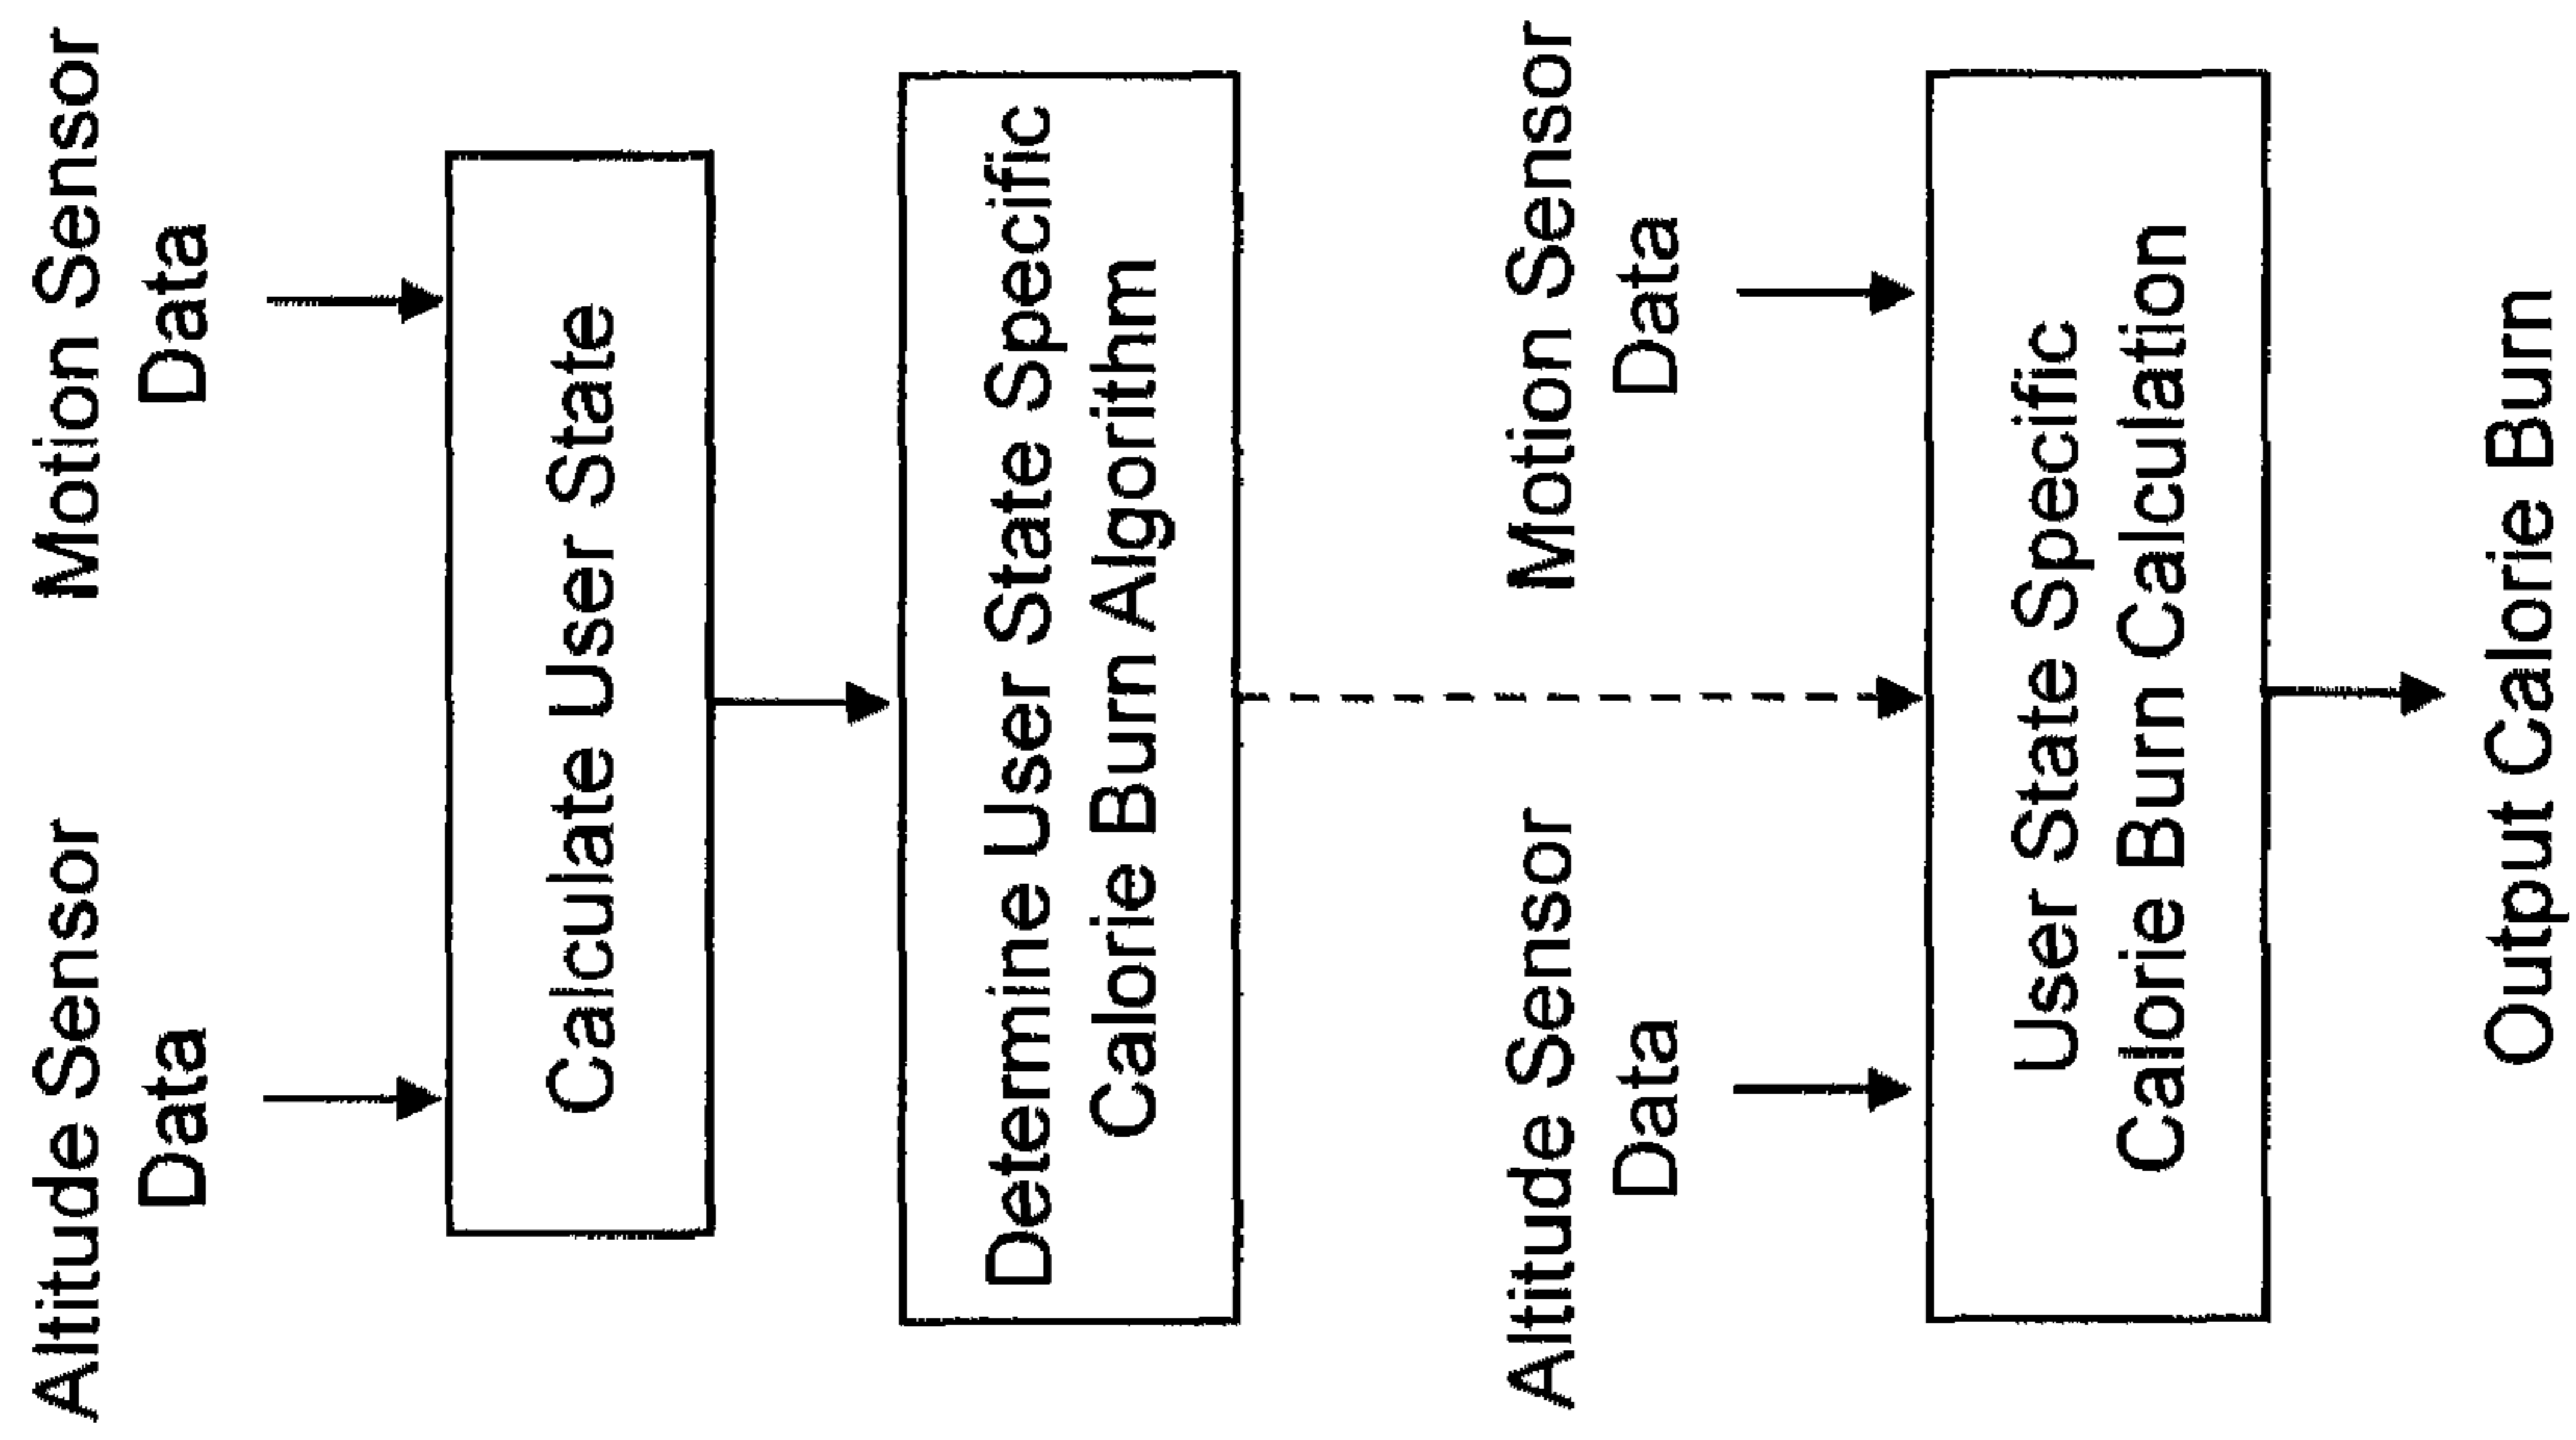 Altitude Sensor
Data
Motion Sensor
Data
Calculate User State
Determine User State Specific
Calorie Burn Algorithm
Altitude Sensor
Data
Motion Sensor
Data
User State Specific
Calorie Burn Calculation
Output Calorie Burn